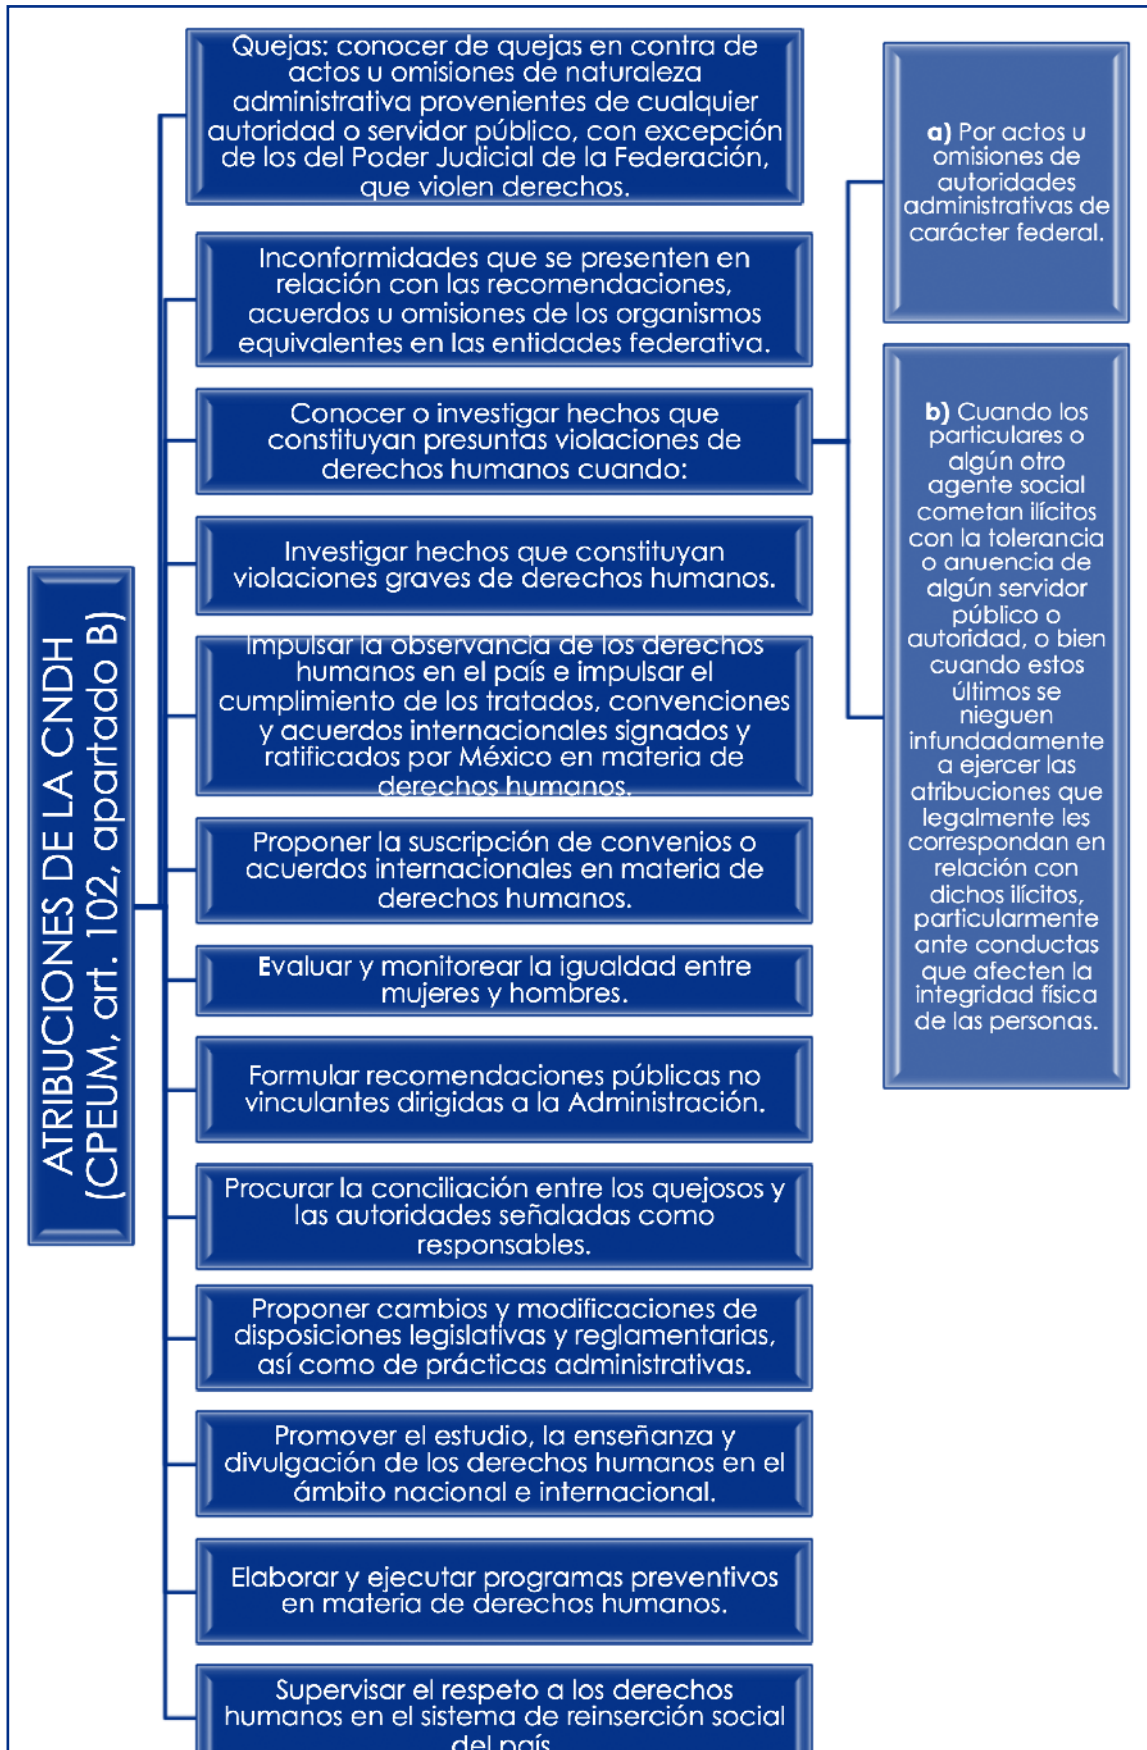 ATRIBUCIONES DE LA CNDH
(CPEUM, art. 102, apartado B)
Quejas: conocer de quejas en contra de
actos u omisiones de naturaleza
administrativa provenientes de cualquier
autoridad o servidor público, con excepción
de los del Poder Judicial de la Federación,
que violen derechos.
Inconformidades que se presenten en
relación con las recomendaciones,
acuerdos u omisiones de los organismos
equivalentes en las entidades federativa.
Conocer o investigar hechos que
constituyan presuntas violaciones de
derechos humanos cuando:
a) Por actos u
omisiones de
autoridades
administrativas de
carácter federal.
b) Cuando los
particulares o
algún otro
agente social
cometan ilícitos
con la tolerancia
o anuencia de
algún servidor
público o
autoridad, o bien
cuando estos
últimos se
nieguen
infundadamente
a ejercer las
atribuciones que
legalmente les
correspondan en
relación con
dichos ilícitos,
particularmente
ante conductas
que afecten la
integridad física
de las personas.
Investigar hechos que constituyan
violaciones graves de derechos humanos.
Impulsar la observancia de los derechos
humanos en el país e impulsar el
cumplimiento de los tratados, convenciones
y acuerdos internacionales signados y
ratificados por México en materia de
derechos humanos.
Proponer la suscripción de convenios o
acuerdos internacionales en materia de
derechos humanos.
Evaluar y monitorear la igualdad entre
mujeres y hombres.
Formular recomendaciones públicas no
vinculantes dirigidas a la Administración.
Procurar la conciliación entre los quejosos y
las autoridades señaladas como
responsables.
Proponer cambios y modificaciones de
disposiciones legislativas y reglamentarias,
así como de prácticas administrativas.
Promover el estudio, la enseñanza y
divulgación de los derechos humanos en el
ámbito nacional e internacional.
Elaborar y ejecutar programas preventivos
en materia de derechos humanos.
Supervisar el respeto a los derechos
humanos en el sistema de reinserción social
del país